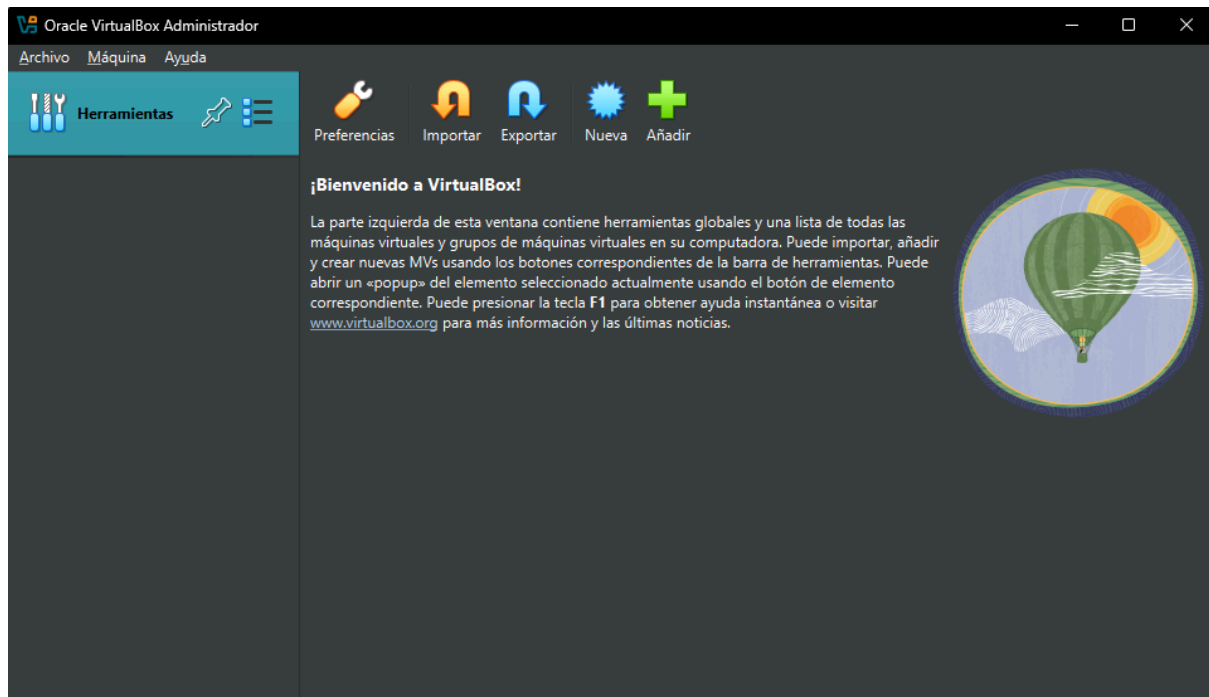 Oracle VirtualBox Administrador
Archivo Máquina Ayuda
Herramientas
Preferencias Importar Exportar Nueva Añadir
¡Bienvenido a VirtualBox!
La parte izquierda de esta ventana contiene herramientas globales y una lista de todas las
máquinas virtuales y grupos de máquinas virtuales en su computadora. Puede importar, añadir
y crear nuevas MVs usando los botones correspondientes de la barra de herramientas. Puede
abrir un «popup» del elemento seleccionado actualmente usando el botón de elemento
correspondiente. Puede presionar la tecla F1 para obtener ayuda instantánea o visitar
www.virtualbox.org para más información y las últimas noticias.